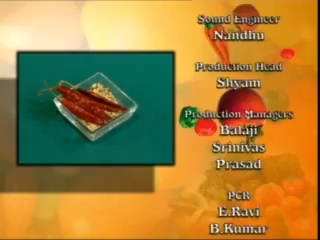 Sound Engineer
Nandhu
Production Head
Shyam
Production Managers
Balaji
Srinivas
Prasad
PCR
E.Ravi
B.Kumar